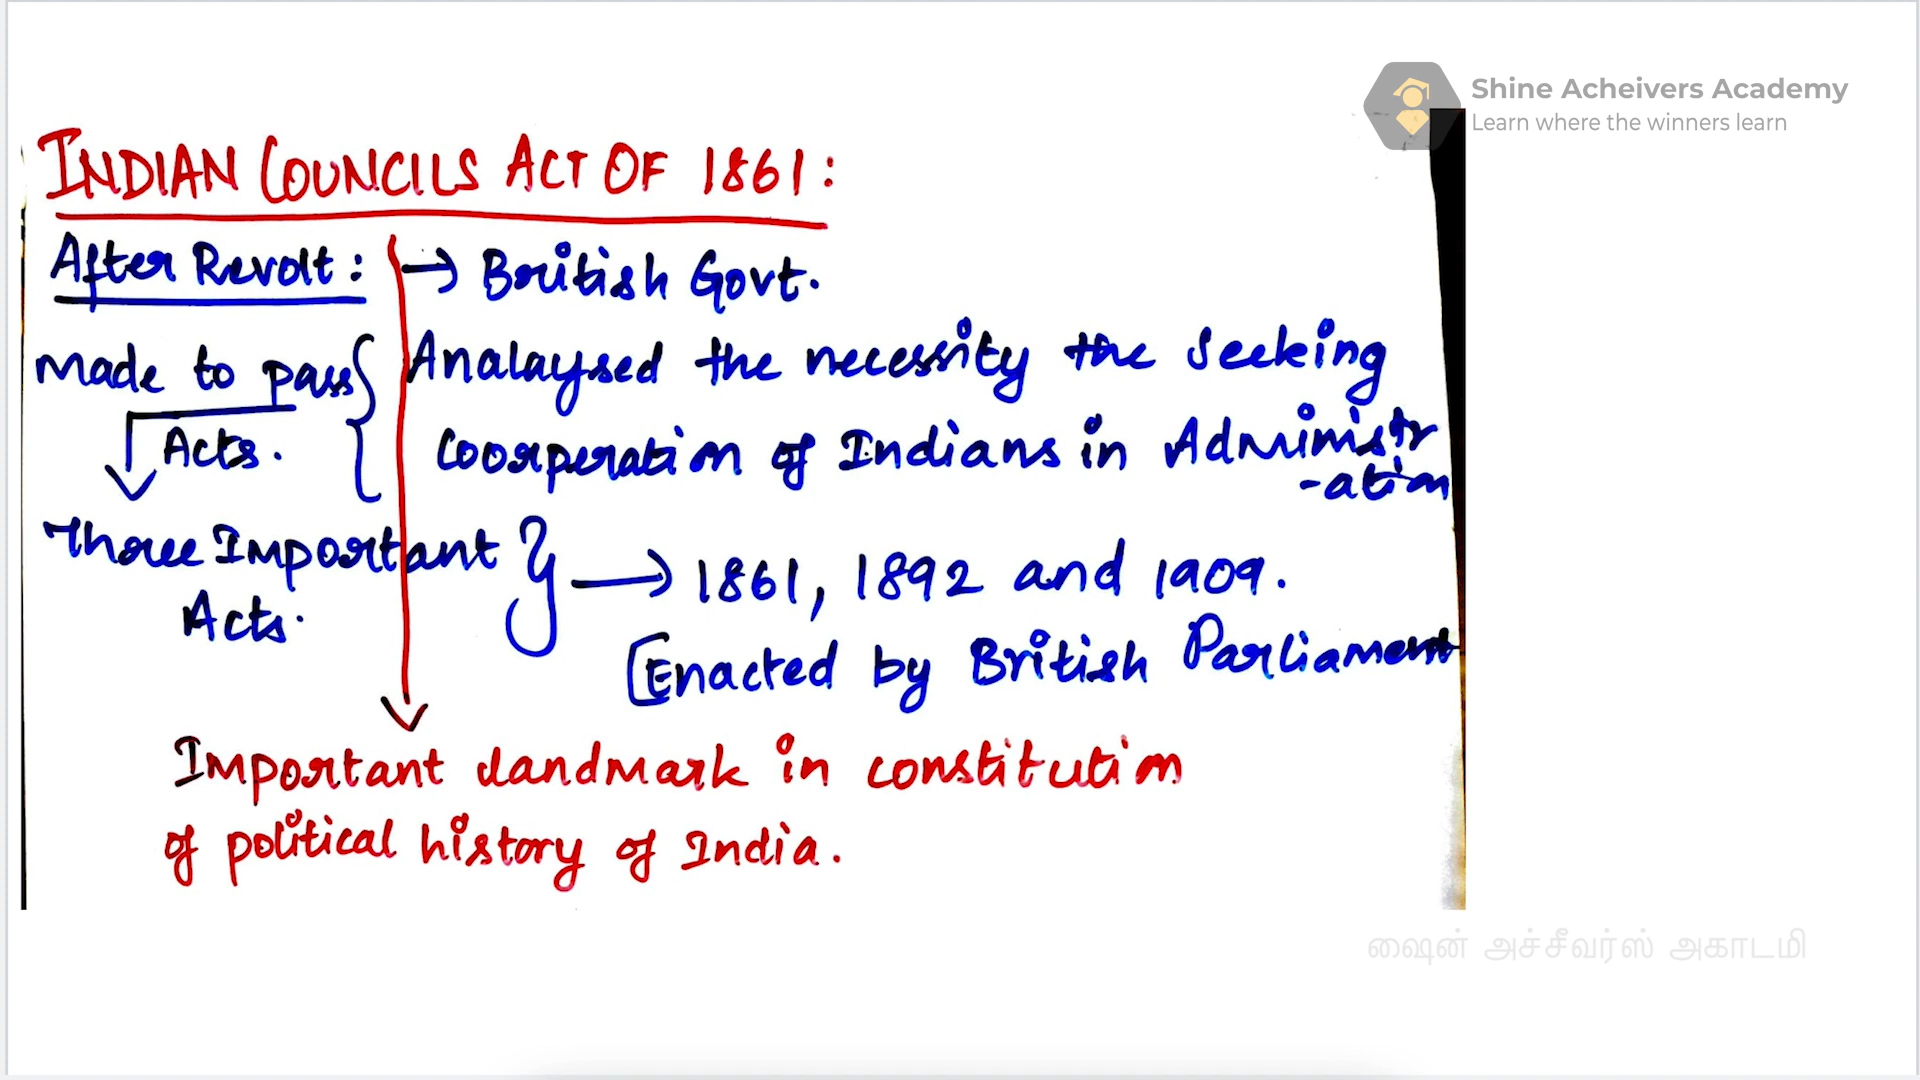 Shine Acheivers Academy
Learn where the winners learn
INDIAN COUNCILS ACT OF 1861:
After Revolt: → British Govt.
made to pass Acts.
Analaysed the necessity the seeking
Coorperation of Indians in Administr
-ation
Three Important Acts. → 1861, 1892 and 1909.
[Enacted by British Parliament
Important landmark in constitution
of political history of India.
ஷைன் அச்சீவர்ஸ் அகாடமி